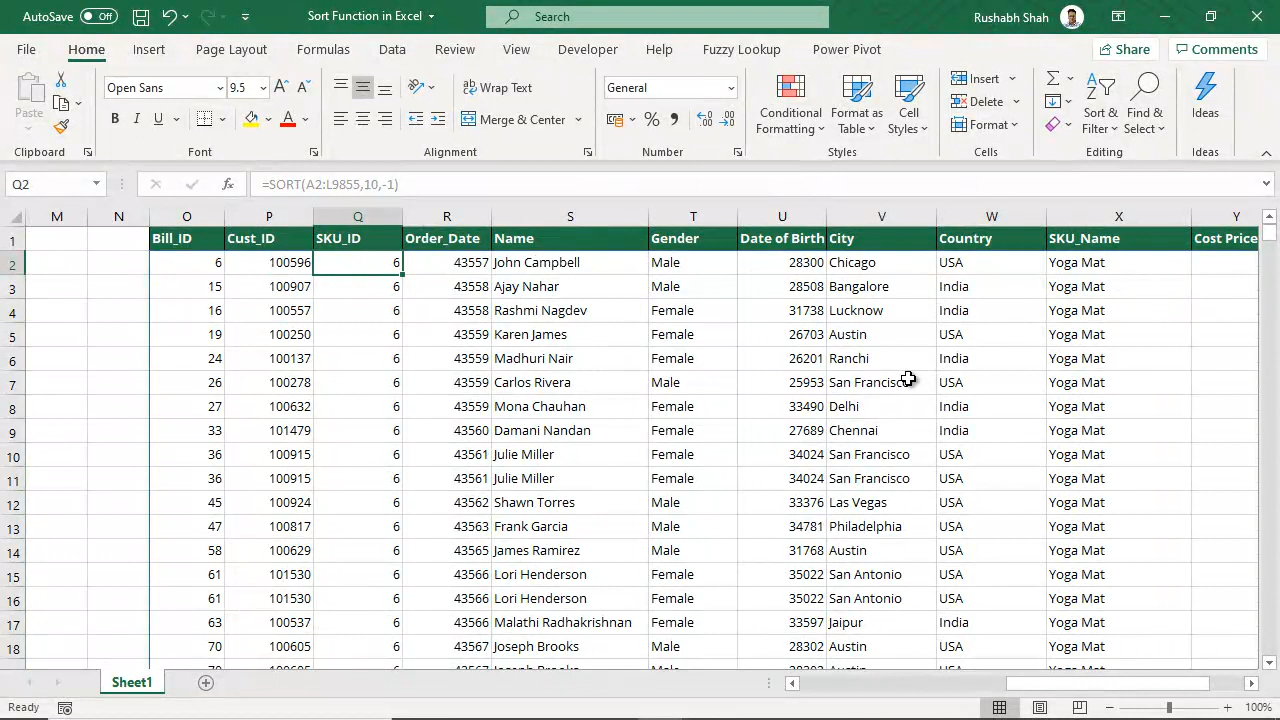 AutoSave Off Sort Function in Excel Search Rushabh Shah
File Home Insert Page Layout Formulas Data Review View Developer Help Fuzzy Lookup Power Pivot Share Comments
Paste Open Sans 9.5 A A Wrap Text General Conditional Formatting Format as Table Cell Styles Insert Sort & Filter Find & Select Ideas
B I U A Merge & Center % Delete
Format
Clipboard Font Alignment Number Styles Cells Editing Ideas
Q2 fx =SORT(A2:L9855,10,-1)
M N O P Q R S T U V W X Y
1 Bill_ID Cust_ID SKU_ID Order_Date Name Gender Date of Birth City Country SKU_Name Cost Price
2 6 100596 6 43557 John Campbell Male 28300 Chicago USA Yoga Mat
3 15 100907 6 43558 Ajay Nahar Male 28508 Bangalore India Yoga Mat
4 16 100557 6 43558 Rashmi Nagdev Female 31738 Lucknow India Yoga Mat
5 19 100250 6 43559 Karen James Female 26703 Austin USA Yoga Mat
6 24 100137 6 43559 Madhuri Nair Female 26201 Ranchi India Yoga Mat
7 26 100278 6 43559 Carlos Rivera Male 25953 San Francisco USA Yoga Mat
8 27 100632 6 43559 Mona Chauhan Female 33490 Delhi India Yoga Mat
9 33 101479 6 43560 Damani Nandan Female 27689 Chennai India Yoga Mat
10 36 100915 6 43561 Julie Miller Female 34024 San Francisco USA Yoga Mat
11 36 100915 6 43561 Julie Miller Female 34024 San Francisco USA Yoga Mat
12 45 100924 6 43562 Shawn Torres Male 33376 Las Vegas USA Yoga Mat
13 47 100817 6 43563 Frank Garcia Male 34781 Philadelphia USA Yoga Mat
14 58 100629 6 43565 James Ramirez Male 31768 Austin USA Yoga Mat
15 61 101530 6 43566 Lori Henderson Female 35022 San Antonio USA Yoga Mat
16 61 101530 6 43566 Lori Henderson Female 35022 San Antonio USA Yoga Mat
17 63 100537 6 43566 Malathi Radhakrishnan Female 33597 Jaipur India Yoga Mat
18 70 100605 6 43567 Joseph Brooks Male 28302 Austin USA Yoga Mat
Sheet1
Ready 100%